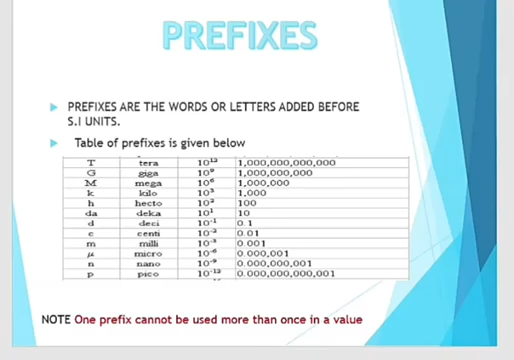 PREFIXES
PREFIXES ARE THE WORDS OR LETTERS ADDED BEFORE
S.I UNITS.
Table of prefixes is given below
T tera 10¹² 1,000,000,000,000
G giga 10⁹ 1,000,000,000
M mega 10⁶ 1,000,000
k kilo 10³ 1,000
h hecto 10² 100
da deka 10¹ 10
d deci 10⁻¹ 0.1
c centi 10⁻² 0.01
m milli 10⁻³ 0.001
μ micro 10⁻⁶ 0.000,001
n nano 10⁻⁹ 0.000,000,001
p pico 10⁻¹² 0.000,000,000,001
NOTE One prefix cannot be used more than once in a value